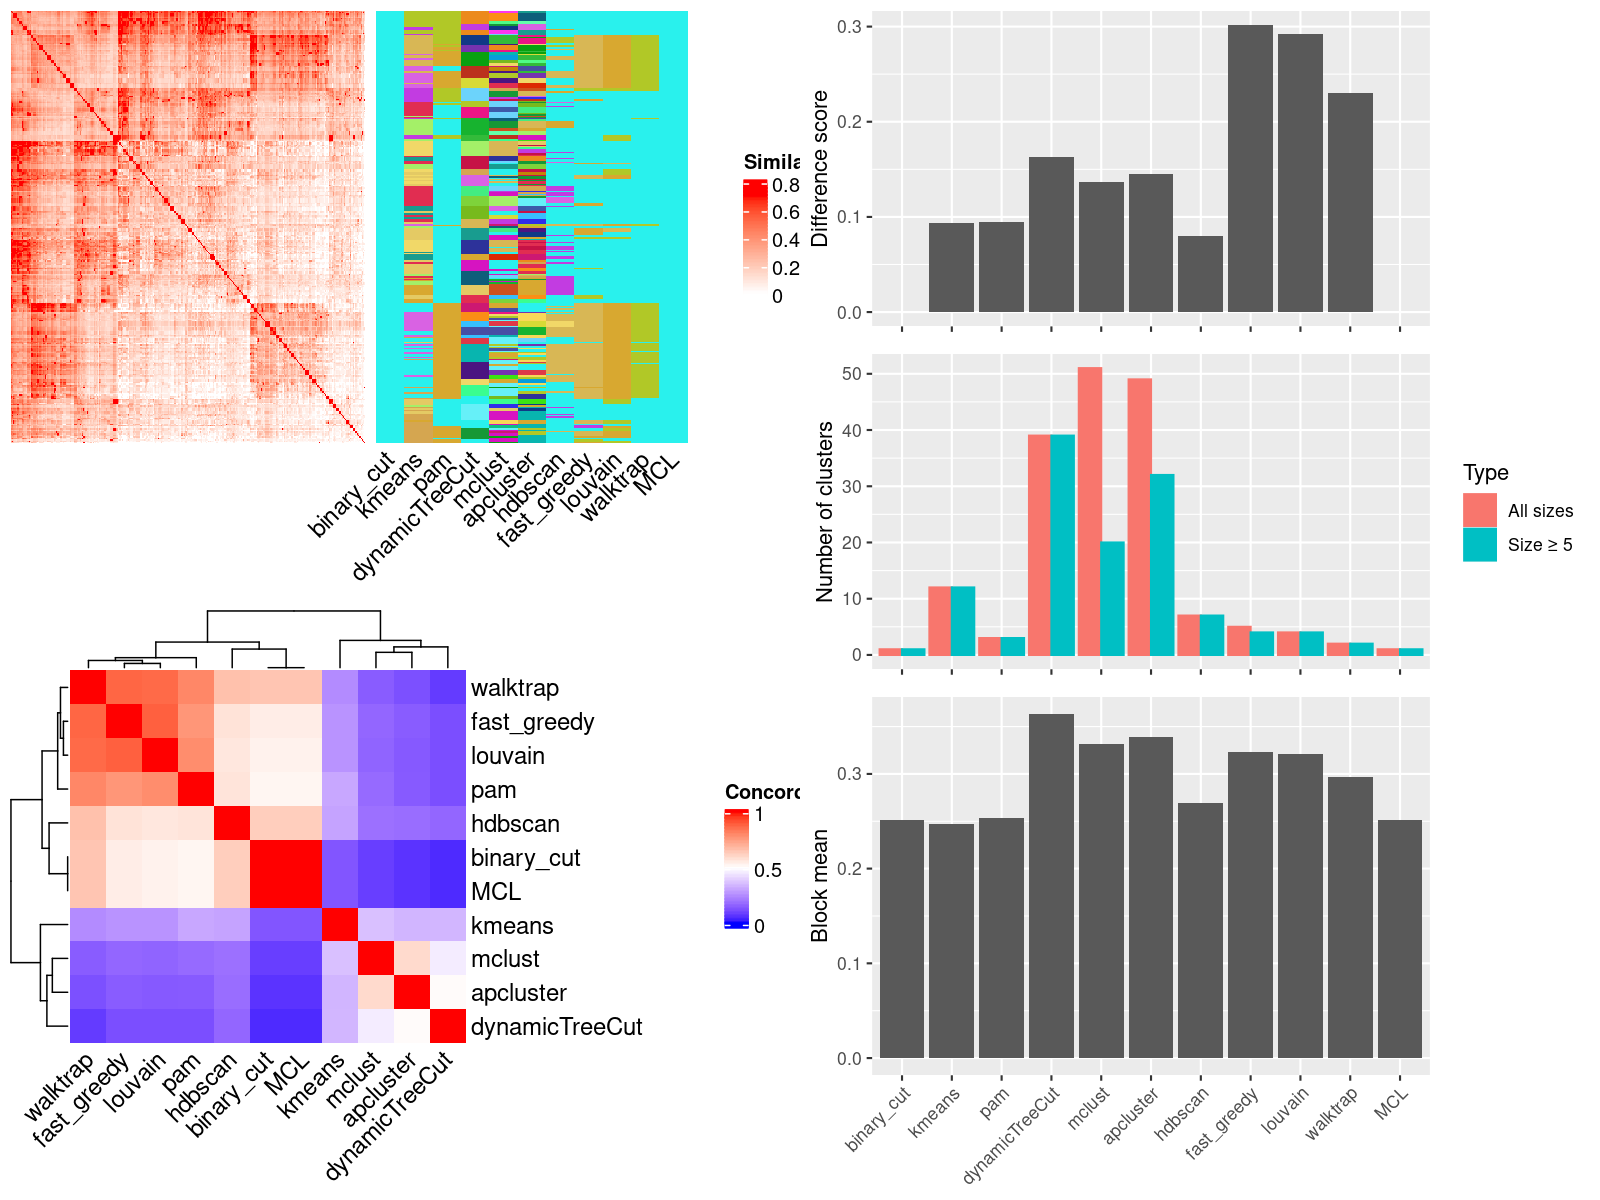 Simila
0.8
0.6
0.4
0.2
0
binary_cut
kmeans
pam
dynamicTreeCut
mclust
apcluster
hdbscan
fast_greedy
louvain
walktrap
MCL
walktrap
fast_greedy
louvain
pam
hdbscan
binary_cut
MCL
kmeans
mclust
apcluster
dynamicTreeCut
walktrap
fast_greedy
louvain
pam
hdbscan
binary_cut
MCL
kmeans
mclust
apcluster
dynamicTreeCut
Concord
1
0.5
0
Difference score
0.3
0.2
0.1
0.0
Number of clusters
50
40
30
20
10
0
Type
All sizes
Size ≥ 5
Block mean
0.3
0.2
0.1
0.0
binary_cut
kmeans
pam
dynamicTreeCut
mclust
apcluster
hdbscan
fast_greedy
louvain
walktrap
MCL